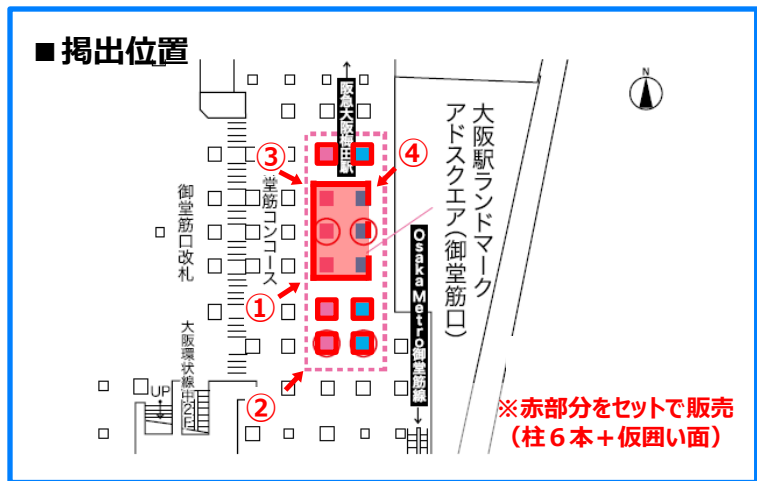 ■掲出位置
N
阪急大阪梅田駅
③
④
大阪駅ランドマーク
アドスクエア（御堂筋口）
御堂筋口改札
堂筋コンコース
①
Osaka Metro御堂筋線
大阪環状線中2F
UP
②
※赤部分をセットで販売
（柱６本＋仮囲い面）